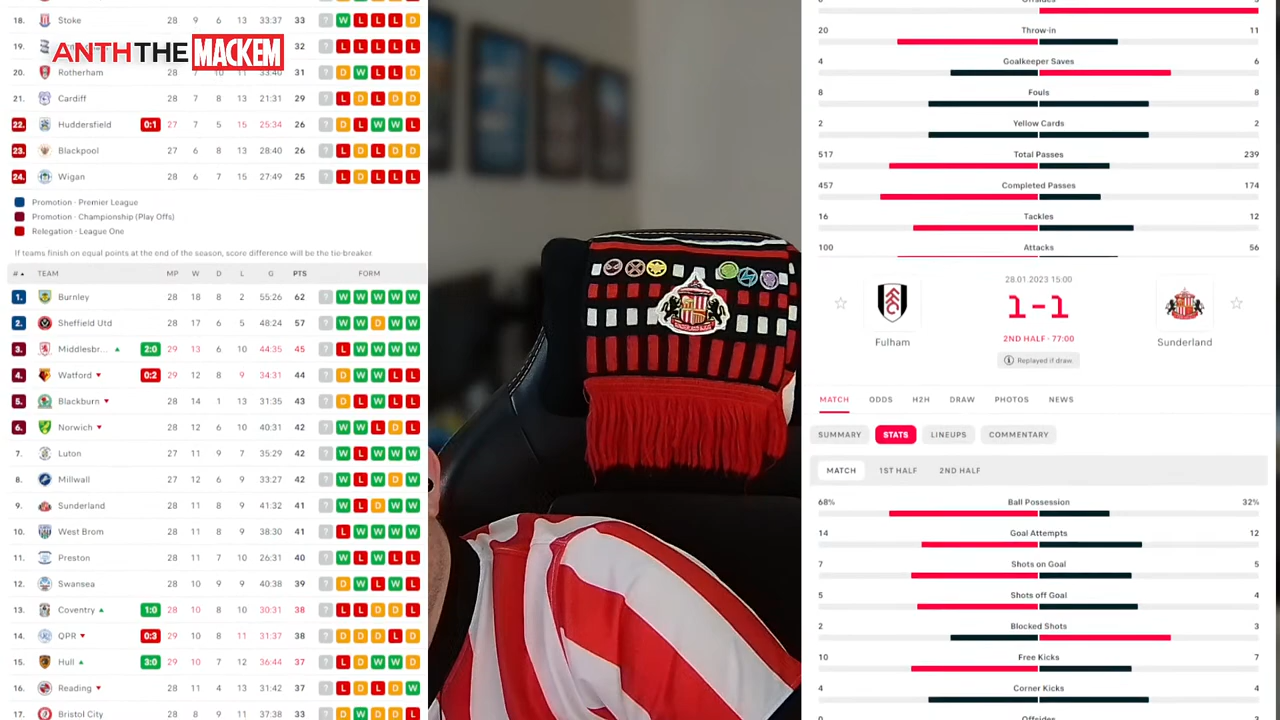 18. Stoke 28 9 6 13 33:37 33 ? W L L L D
19. 32 ? L L L L L
ANTHTHE MACKEM
20. Rotherham 28 7 10 11 33:40 31 ? D W L L D
21. Cardiff 28 7 8 13 21:31 29 ? L D L D D
22. Huddersfield 0:1 27 7 5 15 25:34 26 ? D L W W L
23. Blackpool 27 6 8 13 28:40 26 ? L D L D D
24. Wigan 28 6 7 15 27:49 25 ? L D L L L
Promotion - Premier League
Promotion - Championship (Play Offs)
Relegation - League One
If teams finish on equal points at the end of the season, score difference will be the tie-breaker.
# TEAM MP W D L G PTS FORM
1. Burnley 28 18 8 2 55:26 62 ? W W W W W
2. Sheffield Utd 28 17 6 5 48:24 57 ? W W D W W
3. Middlesbr... 2:0 29 13 6 10 44:35 45 ? L W W W W
4. Watford 0:2 29 12 8 9 34:31 44 ? D W W L L
5. Blackburn 28 14 1 13 31:35 43 ? D L W L L
6. Norwich 28 12 6 10 40:31 42 ? W W L D L
7. Luton 27 11 9 7 35:29 42 ? W L W W W
8. Millwall 27 12 6 9 33:27 42 ? W L W D W
9. Sunderland 28 11 8 9 41:32 41 ? W L D W W
10. West Brom 28 11 8 9 38:30 41 ? L W W W W
11. Preston 28 11 7 10 26:31 40 ? W L W L L
12. Swansea 28 10 9 9 40:38 39 ? D W L W L
13. Coventry 1:0 28 10 8 10 30:31 38 ? L L D D L
14. QPR 0:3 29 10 8 11 31:37 38 ? D D D L D
15. Hull 3:0 29 10 7 12 36:44 37 ? L D W W D
16. Reading 28 11 4 13 31:42 37 ? L D L D W
17. Bristol City 28 8 9 11 37:38 33 ? D W D D L
Offsides
20 Throw-in 11
4 Goalkeeper Saves 6
8 Fouls 8
2 Yellow Cards 2
517 Total Passes 239
457 Completed Passes 174
16 Tackles 12
100 Attacks 56
28.01.2023 15:00
1-1
Fulham Sunderland
2ND HALF - 77:00
Replayed if draw.
MATCH ODDS H2H DRAW PHOTOS NEWS
SUMMARY STATS LINEUPS COMMENTARY
MATCH 1ST HALF 2ND HALF
68% Ball Possession 32%
14 Goal Attempts 12
7 Shots on Goal 5
5 Shots off Goal 4
2 Blocked Shots 3
10 Free Kicks 7
4 Corner Kicks 4
0 Offsides 3